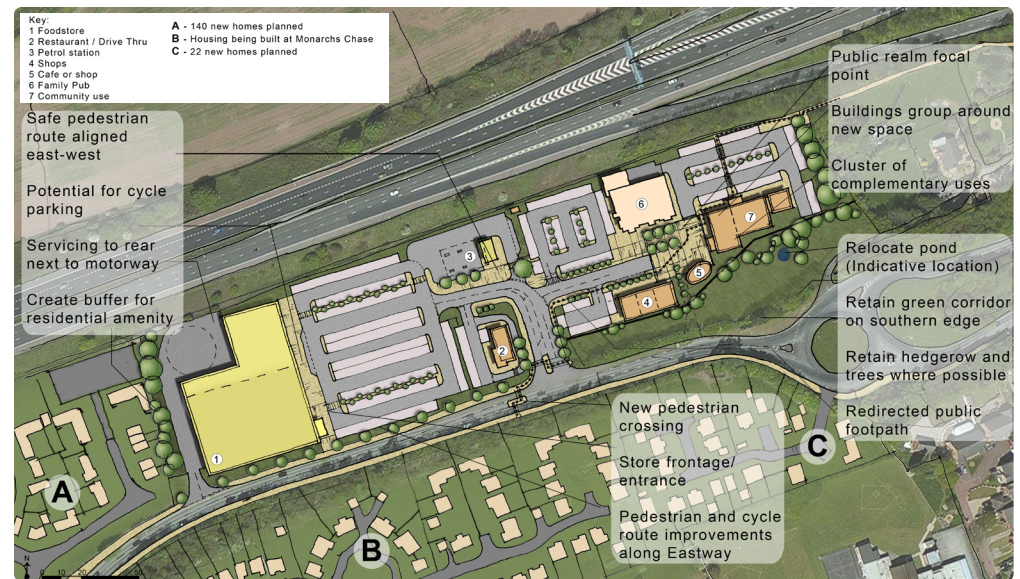 Key:
1 Foodstore
2 Restaurant / Drive Thru
3 Petrol station
4 Shops
5 Cafe or shop
6 Family Pub
7 Community use
A - 140 new homes planned
B - Housing being built at Monarchs Chase
C - 22 new homes planned
Safe pedestrian
route aligned
east-west
Potential for cycle
parking
Servicing to rear
next to motorway
Create buffer for
residential amenity
Public realm focal
point
Buildings group around
new space
Cluster of
complementary uses
Relocate pond
(Indicative location)
Retain green corridor
on southern edge
Retain hedgerow and
trees where possible
Redirected public
footpath
New pedestrian
crossing
Store frontage/
entrance
Pedestrian and cycle
route improvements
along Eastway
1
2
3
4
5
6
7
A
B
C
N
0 10 20 50